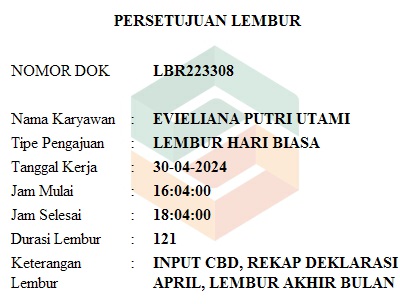 PERSETUJUAN LEMBUR
NOMOR DOK LBR223308
Nama Karyawan : EVIELIANA PUTRI UTAMI
Tipe Pengajuan : LEMBUR HARI BIASA
Tanggal Kerja : 30-04-2024
Jam Mulai : 16:04:00
Jam Selesai : 18:04:00
Durasi Lembur : 121
Keterangan : INPUT CBD, REKAP DEKLARASI
Lembur APRIL, LEMBUR AKHIR BULAN